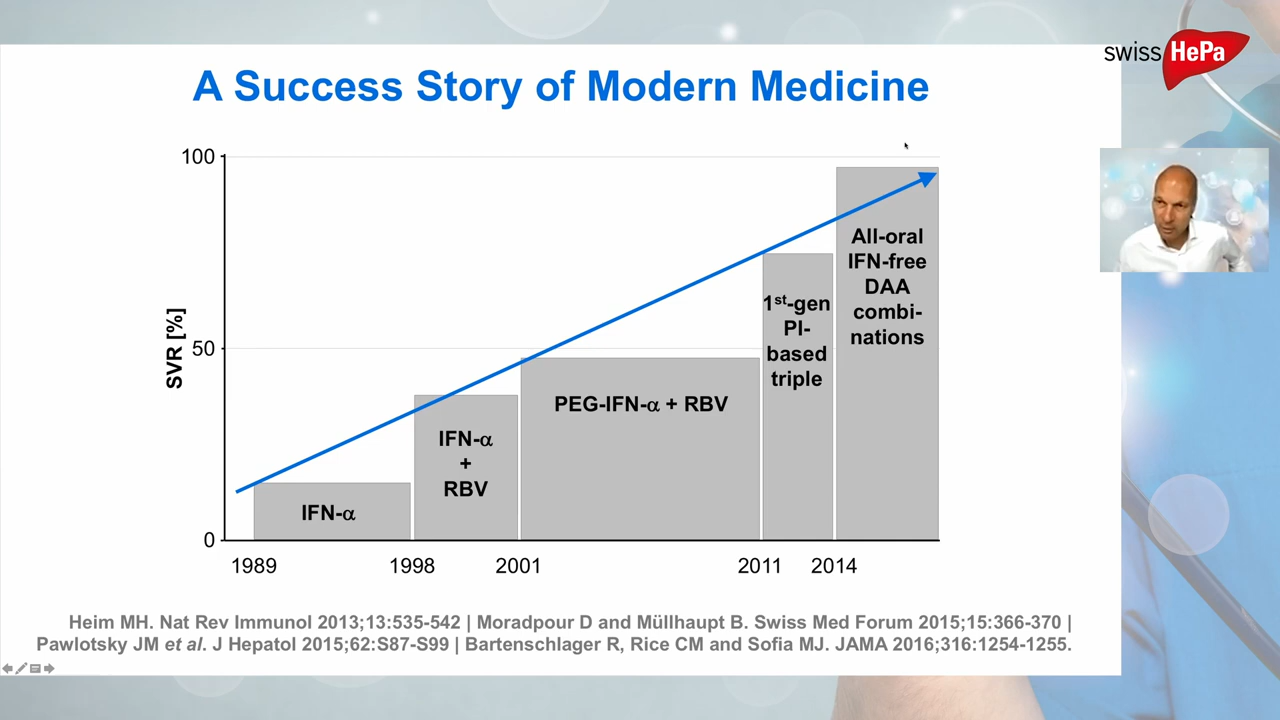 swiss HePa
A Success Story of Modern Medicine
100
50
0
SVR [%]
IFN-α
IFN-α
+
RBV
PEG-IFN-α + RBV
1st-gen
PI-
based
triple
All-oral
IFN-free
DAA
combi-
nations
1989 1998 2001 2011 2014
Heim MH. Nat Rev Immunol 2013;13:535-542 | Moradpour D and Müllhaupt B. Swiss Med Forum 2015;15:366-370 |
Pawlotsky JM et al. J Hepatol 2015;62:S87-S99 | Bartenschlager R, Rice CM and Sofia MJ. JAMA 2016;316:1254-1255.